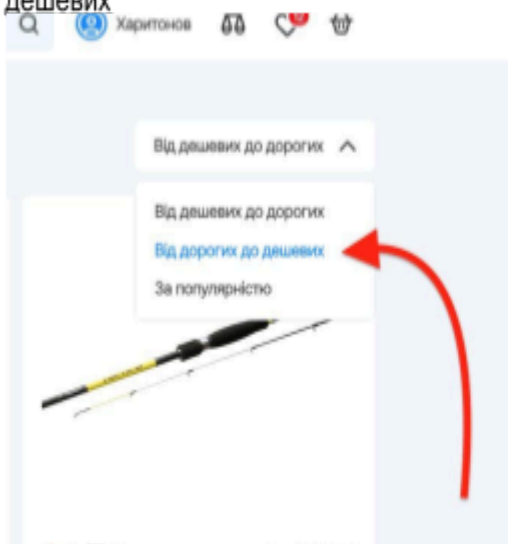 дешевих
Харитонов
Від дешевих до дорогих
Від дешевих до дорогих
Від дорогих до дешевих
За популярністю